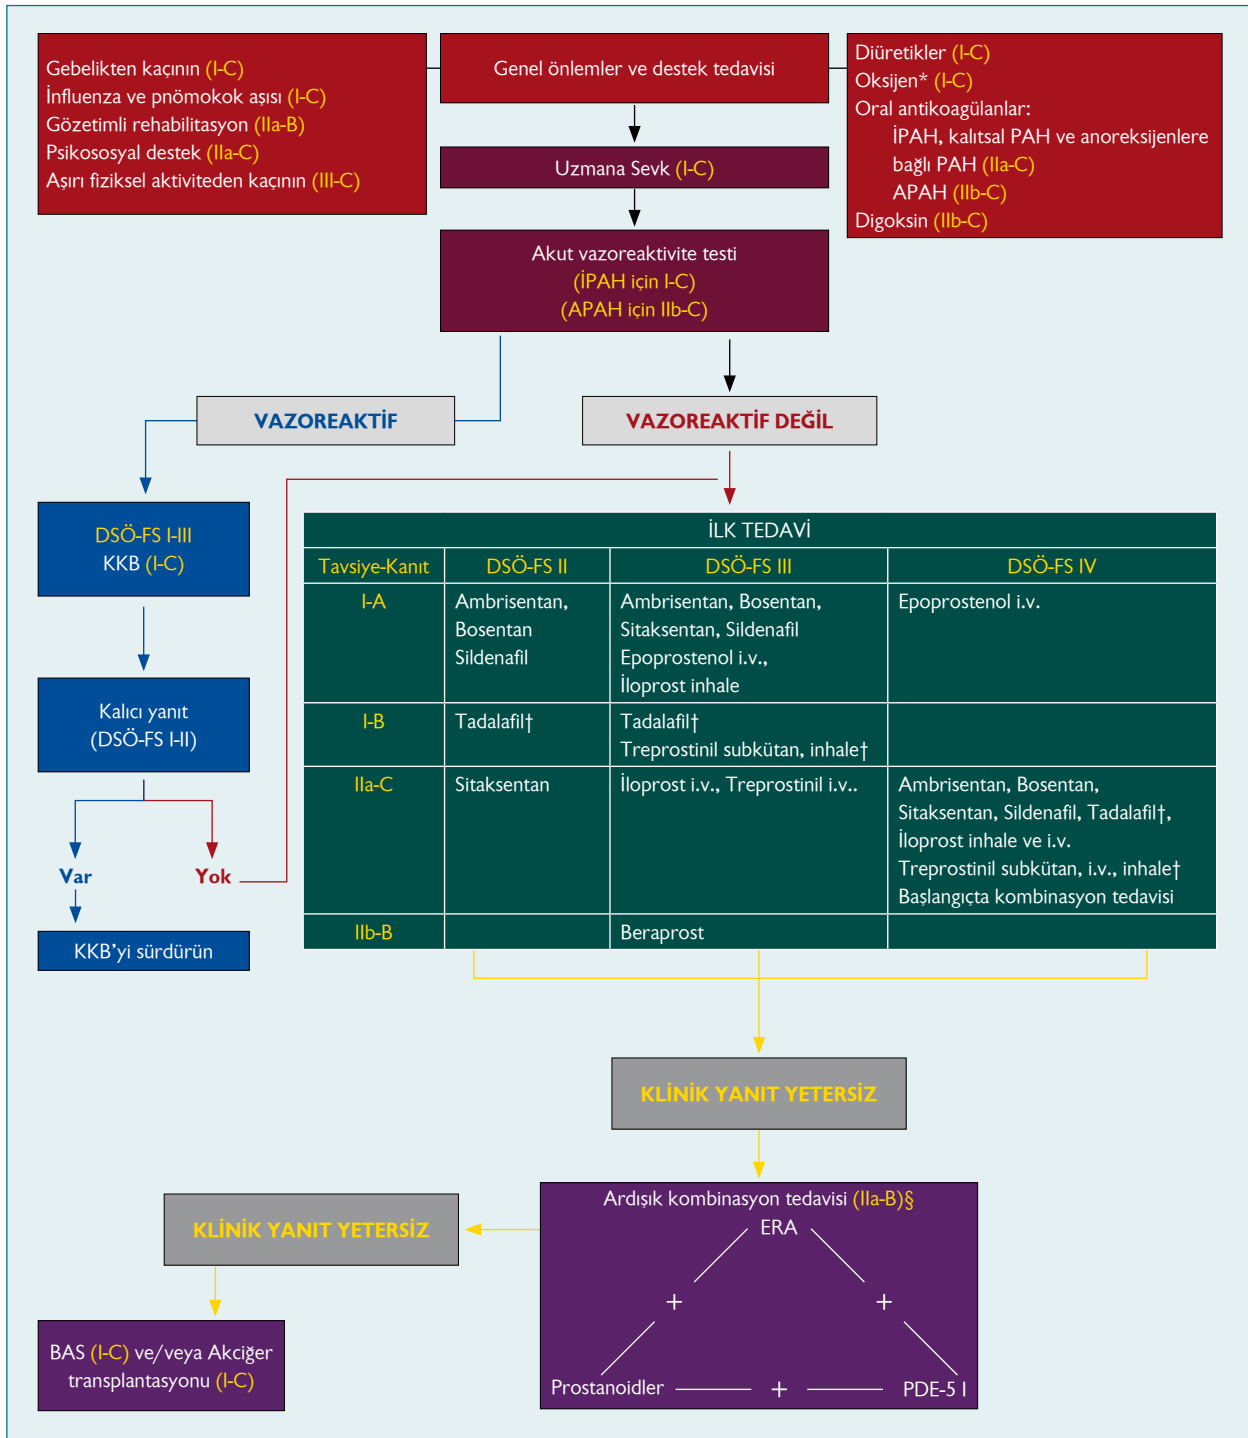 Gebelikten kaçının (I-C)
İnfluenza ve pnömokok aşısı (I-C)
Gözetimli rehabilitasyon (IIa-B)
Psikososyal destek (IIa-C)
Aşırı fiziksel aktiviteden kaçının (III-C)
Genel önlemler ve destek tedavisi
Diüretikler (I-C)
Oksijen* (I-C)
Oral antikoagülanlar:
İPAH, kalıtsal PAH ve anoreksijenlere
bağlı PAH (IIa-C)
APAH (IIb-C)
Digoksin (IIb-C)
Uzmana Sevk (I-C)
Akut vazoreaktivite testi
(İPAH için I-C)
(APAH için IIb-C)
VAZOREAKTİF
VAZOREAKTİF DEĞİL
DSÖ-FS I-III
KKB (I-C)
Kalıcı yanıt
(DSÖ-FS I-II)
Var
Yok
KKB’yi sürdürün
İLK TEDAVİ
Tavsiye-Kanıt DSÖ-FS II DSÖ-FS III DSÖ-FS IV
I-A
Ambrisentan,
Bosentan
Sildenafil
Ambrisentan, Bosentan,
Sitaksentan, Sildenafil
Epoprostenol i.v.,
İloprost inhale
Epoprostenol i.v.
I-B
Tadalafil†
Tadalafil†
Treprostinil subkütan, inhale†
IIa-C
Sitaksentan
İloprost i.v., Treprostinil i.v..
Ambrisentan, Bosentan,
Sitaksentan, Sildenafil, Tadalafil†,
İloprost inhale ve i.v.
Treprostinil subkütan, i.v., inhale†
Başlangıçta kombinasyon tedavisi
IIb-B
Beraprost
KLİNİK YANIT YETERSİZ
Ardışık kombinasyon tedavisi (IIa-B)§
ERA
+
+
Prostanoidler + PDE-5 I
KLİNİK YANIT YETERSİZ
BAS (I-C) ve/veya Akciğer
transplantasyonu (I-C)